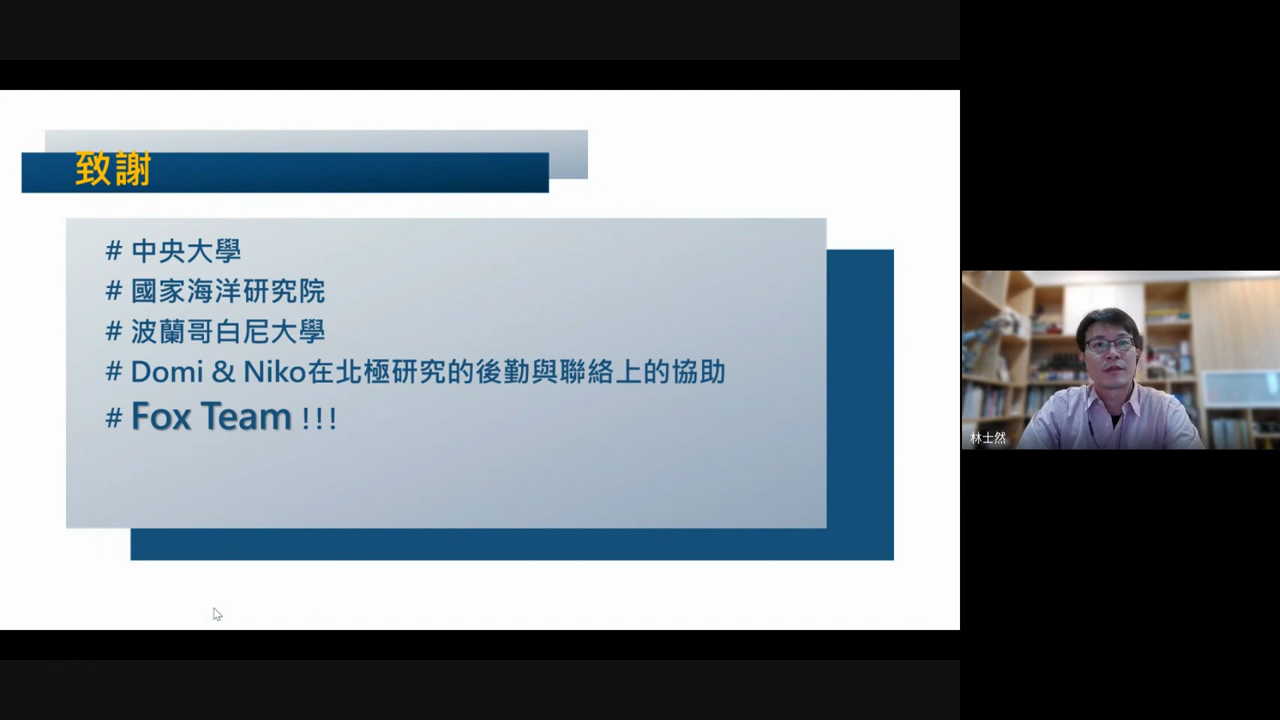 致謝
# 中央大學
# 國家海洋研究院
# 波蘭哥白尼大學
# Domi & Niko在北極研究的後勤與聯絡上的協助
# Fox Team !!!
林士然